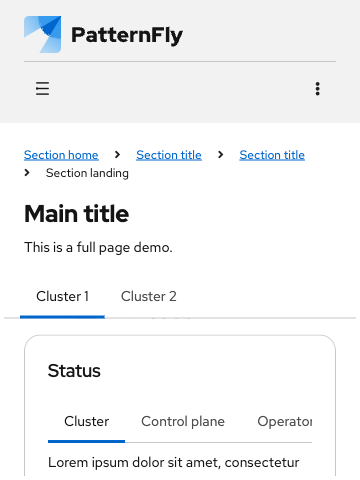 PatternFly
Section home Section title Section title
Section landing
Main title
This is a full page demo.
Cluster 1 Cluster 2
Status
Cluster Control plane Operator
Lorem ipsum dolor sit amet, consectetur